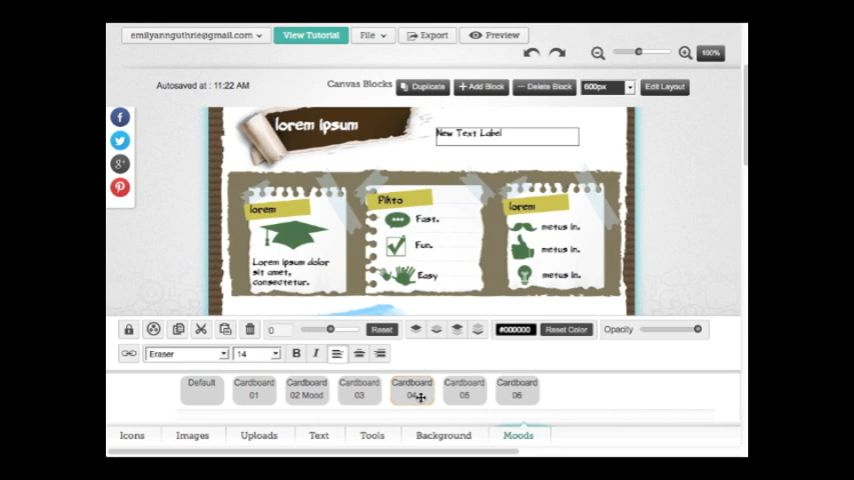 emilyannguthrie@gmail.com View Tutorial File Export Preview
100%
Autosaved at : 11:22 AM Canvas Blocks Duplicate Add Block Delete Block 600px Edit Layout
lorem ipsum
New Text Label
lorem
Lorem ipsum dolor
sit amet,
consectetur.
Pikto
Fast.
Fun.
Easy
lorem
metus in.
metus in.
metus in.
0 Reset #000000 Reset Color Opacity
Eraser 14 B I
Default
Cardboard
01
Cardboard
02 Mood
Cardboard
03
Cardboard
04
Cardboard
05
Cardboard
06
Icons Images Uploads Text Tools Background Moods